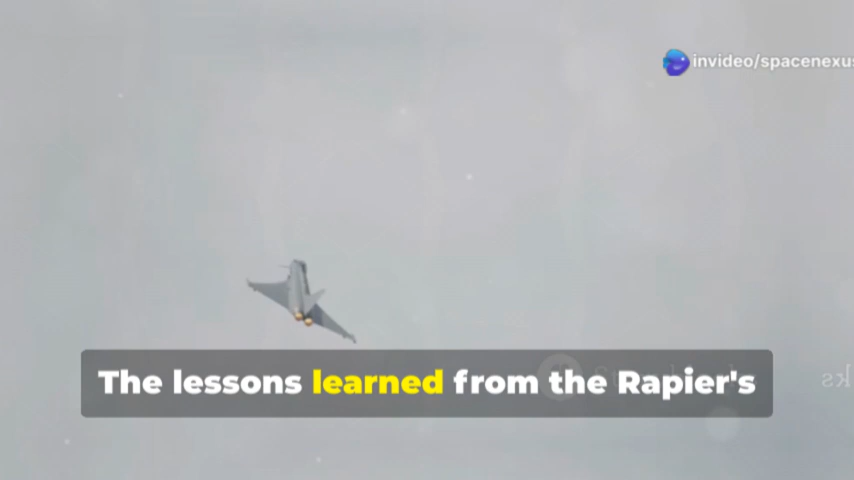 invideo/spacenexus
The lessons learned from the Rapier's